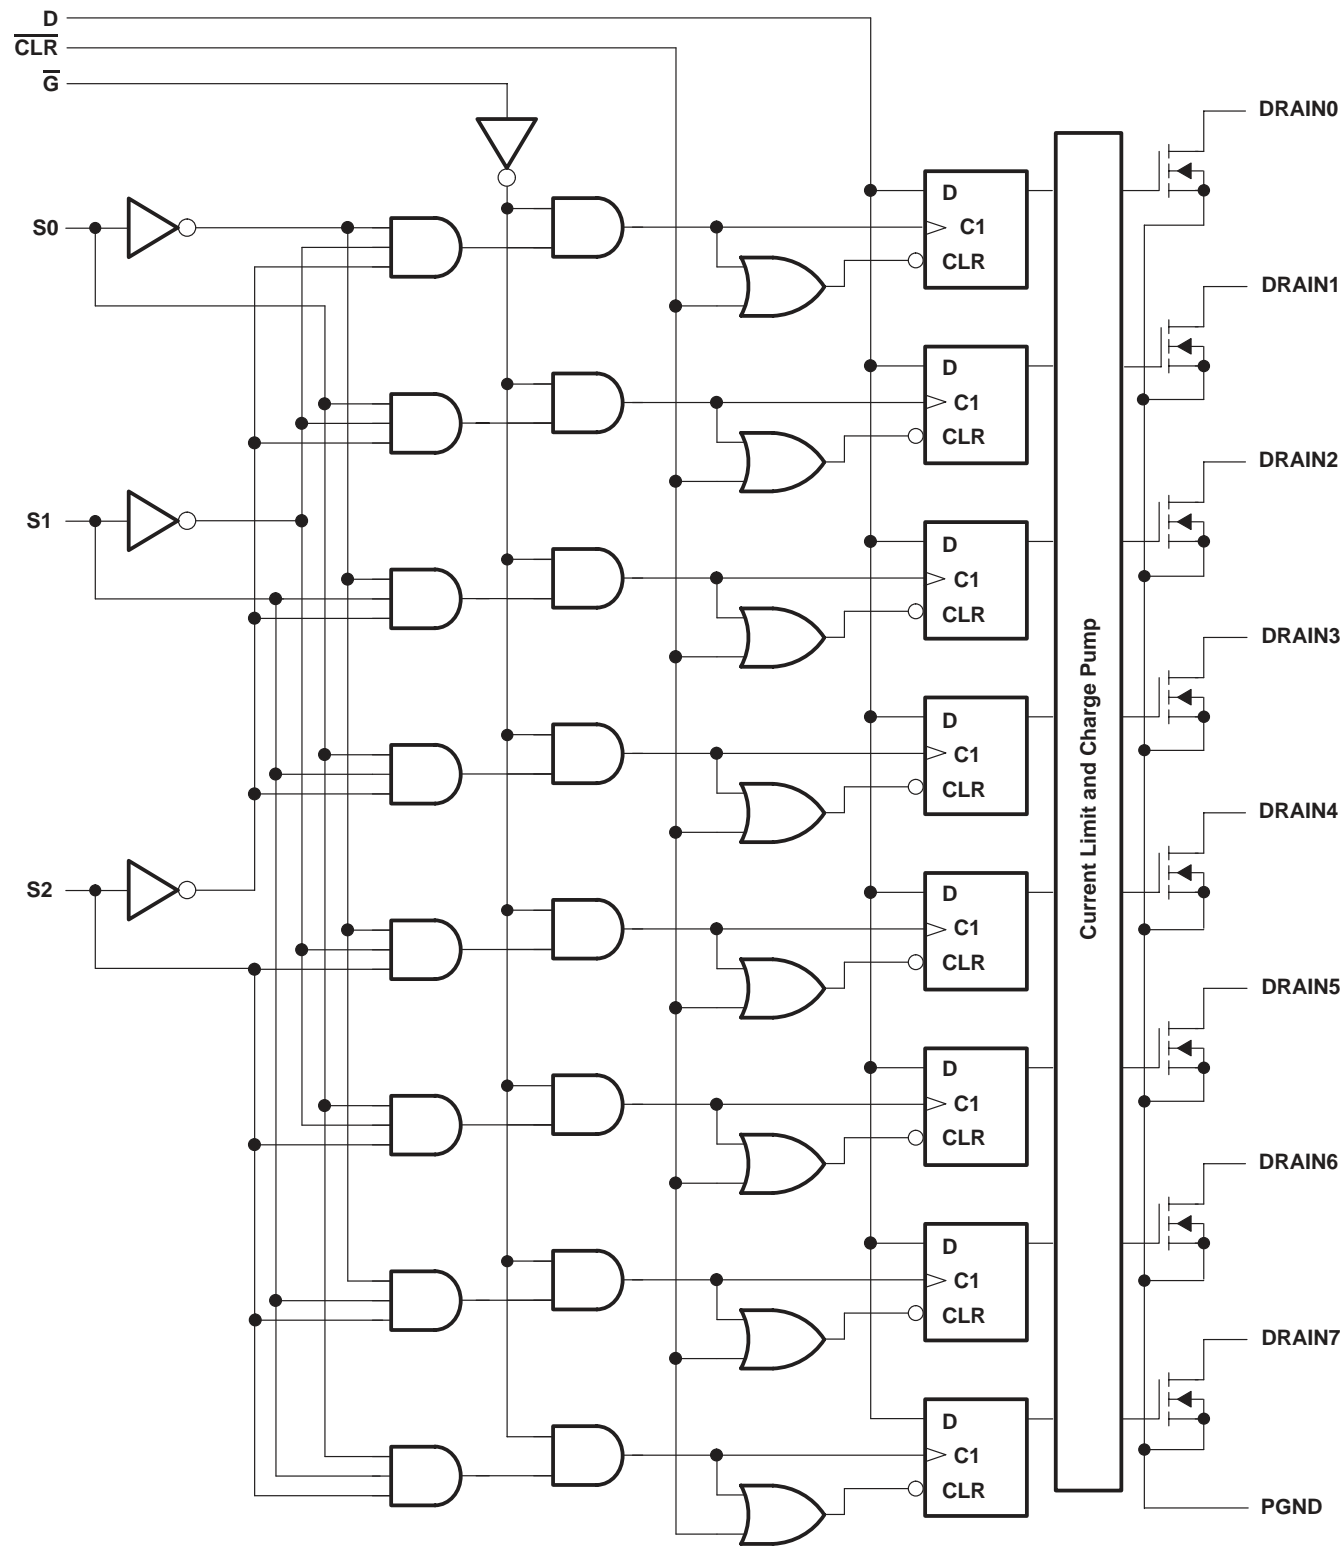 D
CLR
G
S0
S1
S2
D
C1
CLR
D
C1
CLR
D
C1
CLR
D
C1
CLR
D
C1
CLR
D
C1
CLR
D
C1
CLR
D
C1
CLR
Current Limit and Charge Pump
DRAIN0
DRAIN1
DRAIN2
DRAIN3
DRAIN4
DRAIN5
DRAIN6
DRAIN7
PGND